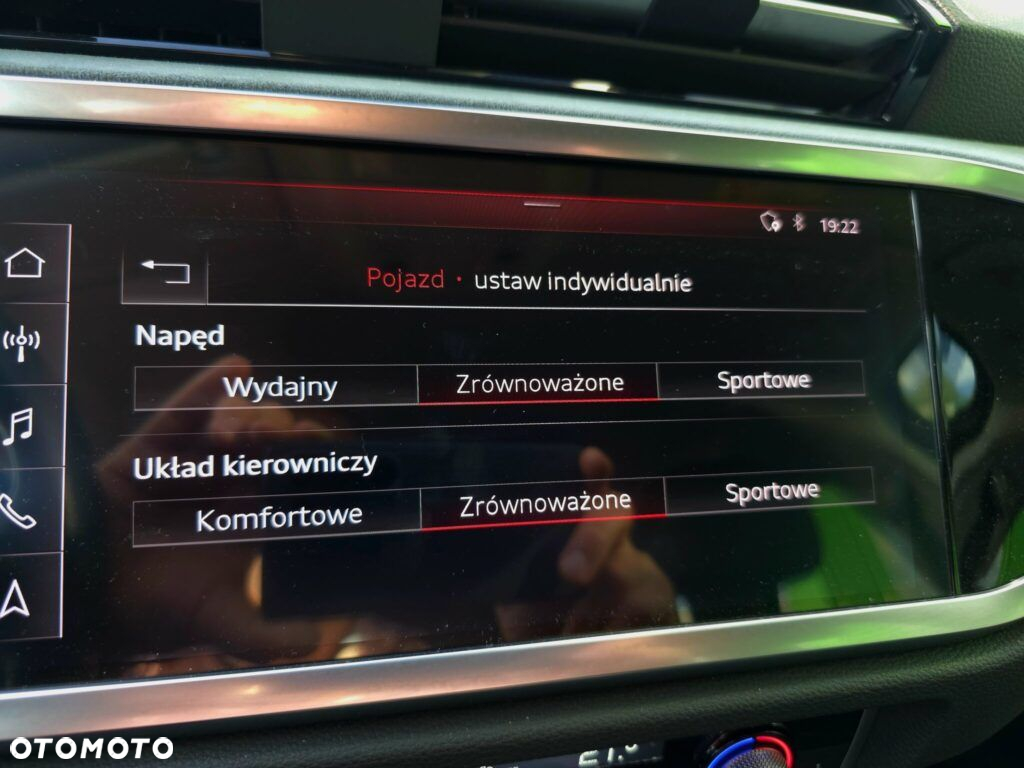 19:22
Pojazd · ustaw indywidualnie
Napęd
Wydajny Zrównoważone Sportowe
Układ kierowniczy
Komfortowe Zrównoważone Sportowe
OTOMOTO